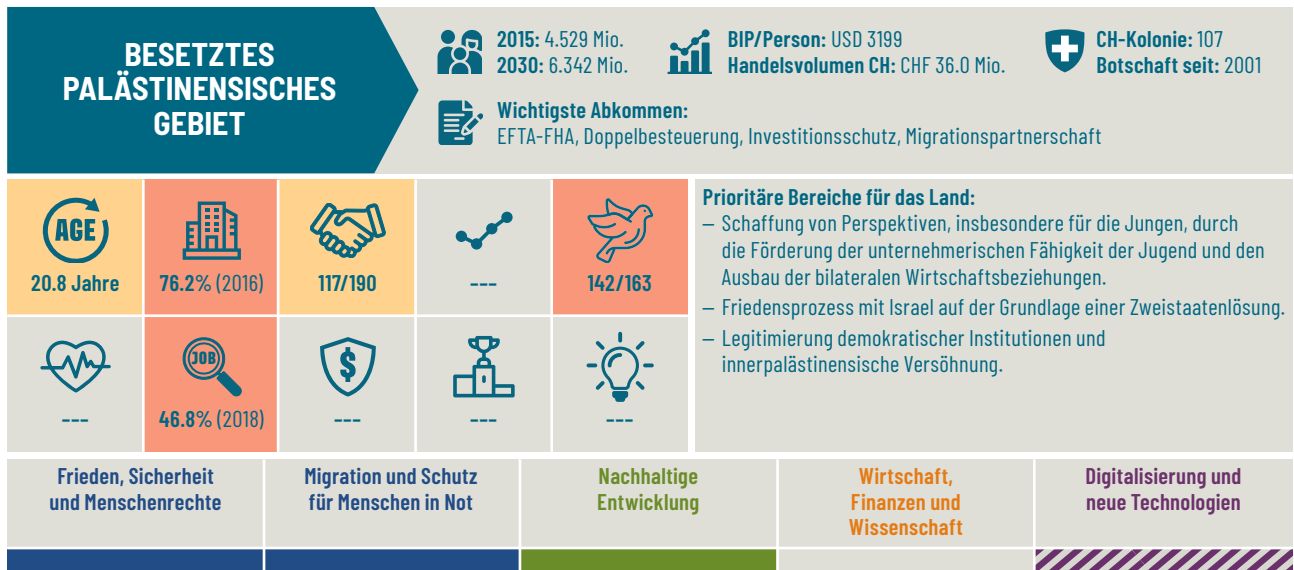 BESETZTES
PALÄSTINENSISCHES
GEBIET
2015: 4.529 Mio.
2030: 6.342 Mio.
BIP/Person: USD 3199
Handelsvolumen CH: CHF 36.0 Mio.
CH-Kolonie: 107
Botschaft seit: 2001
Wichtigste Abkommen:
EFTA-FHA, Doppelbesteuerung, Investitionsschutz, Migrationspartnerschaft
AGE
20.8 Jahre
76.2% (2016)
117/190
---
142/163
---
JOB
46.8% (2018)
$
---
---
---
Prioritäre Bereiche für das Land:
– Schaffung von Perspektiven, insbesondere für die Jungen, durch
die Förderung der unternehmerischen Fähigkeit der Jugend und den
Ausbau der bilateralen Wirtschaftsbeziehungen.
– Friedensprozess mit Israel auf der Grundlage einer Zweistaatenlösung.
– Legitimierung demokratischer Institutionen und
innerpalästinensische Versöhnung.
Frieden, Sicherheit
und Menschenrechte
Migration und Schutz
für Menschen in Not
Nachhaltige
Entwicklung
Wirtschaft,
Finanzen und
Wissenschaft
Digitalisierung und
neue Technologien